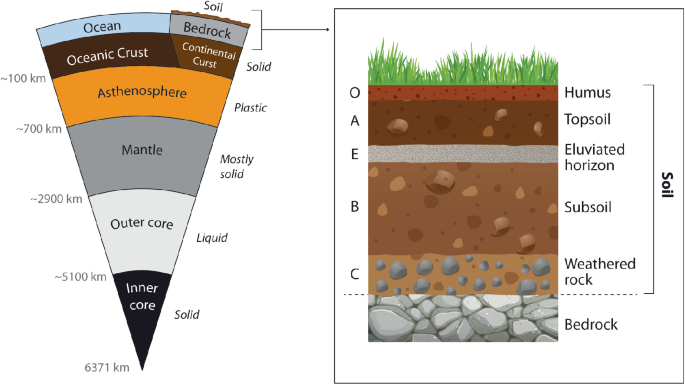 Soil
Ocean
Bedrock
Oceanic Crust
Continental
Curst
Solid
~100 km
Asthenosphere
Plastic
~700 km
Mantle
Mostly
solid
~2900 km
Outer core
Liquid
~5100 km
Inner
core
Solid
6371 km
O
Humus
A
Topsoil
E
Eluviated
horizon
B
Subsoil
C
Weathered
rock
Bedrock
Soil